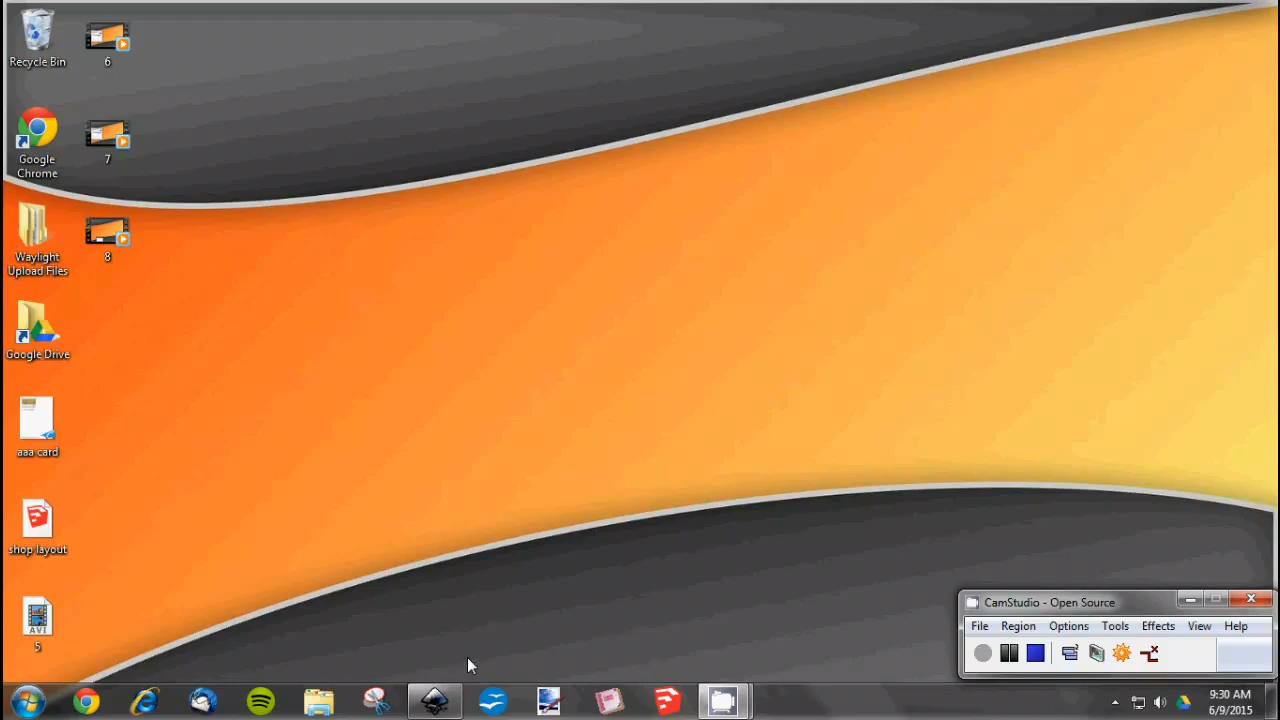 Recycle Bin
6
Google
Chrome
7
Waylight
Upload Files
8
Google Drive
aaa card
shop layout
AVI
5
CamStudio - Open Source
File Region Options Tools Effects View Help
9:30 AM
6/9/2015